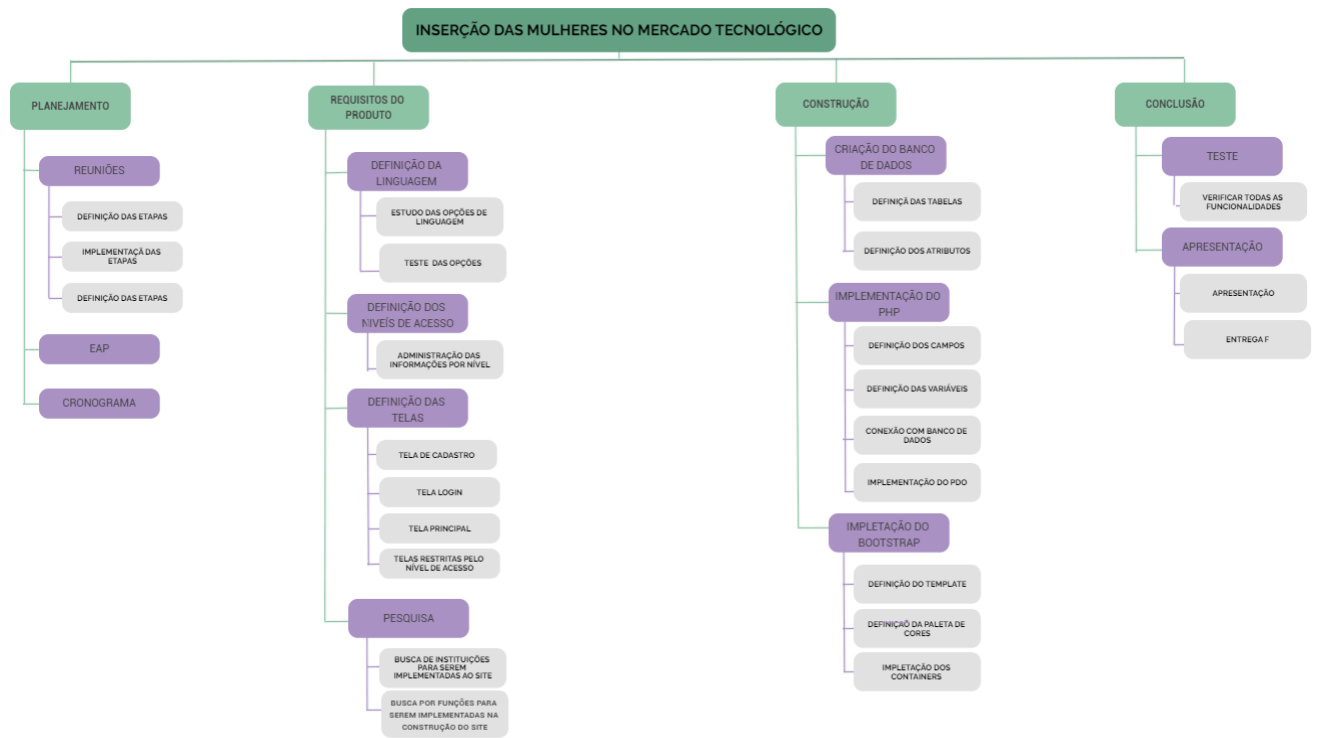 INSERÇÃO DAS MULHERES NO MERCADO TECNOLÓGICO
PLANEJAMENTO
REUNIÕES
DEFINIÇÃO DAS ETAPAS
IMPLEMENTAÇÃ DAS
ETAPAS
DEFINIÇÃO DAS ETAPAS
EAP
CRONOGRAMA
REQUISITOS DO
PRODUTO
DEFINIÇÃO DA
LINGUAGEM
ESTUDO DAS OPÇÕES DE
LINGUAGEM
TESTE DAS OPÇÕES
DEFINIÇÃO DOS
NIVEÍS DE ACESSO
ADMINISTRAÇÃO DAS
INFORMAÇÕES POR NÍVEL
DEFINIÇÃO DAS
TELAS
TELA DE CADASTRO
TELA LOGIN
TELA PRINCIPAL
TELAS RESTRITAS PELO
NÍVEL DE ACESSO
PESQUISA
BUSCA DE INSTITUIÇÕES
PARA SEREM
IMPLEMENTADAS AO SITE
BUSCA POR FUNÇÕES PARA
SEREM IMPLEMENTADAS NA
CONSTRUÇÃO DO SITE
CONSTRUÇÃO
CRIAÇÃO DO BANCO
DE DADOS
DEFINIÇÃ DAS TABELAS
DEFINIÇÃO DOS ATRIBUTOS
IMPLEMENTAÇÃO DO
PHP
DEFINIÇÃO DOS CAMPOS
DEFINIÇÃO DAS VARIÁVEIS
CONEXÃO COM BANCO DE
DADOS
IMPLEMENTAÇÃO DO PDO
IMPLETAÇÃO DO
BOOTSTRAP
DEFINIÇÃO DO TEMPLATE
DEFINIÇÃO DA PALETA DE
CORES
IMPLETAÇÃO DOS
CONTAINERS
CONCLUSÃO
TESTE
VERIFICAR TODAS AS
FUNCIONALIDADES
APRESENTAÇÃO
APRESENTAÇÃO
ENTREGA F